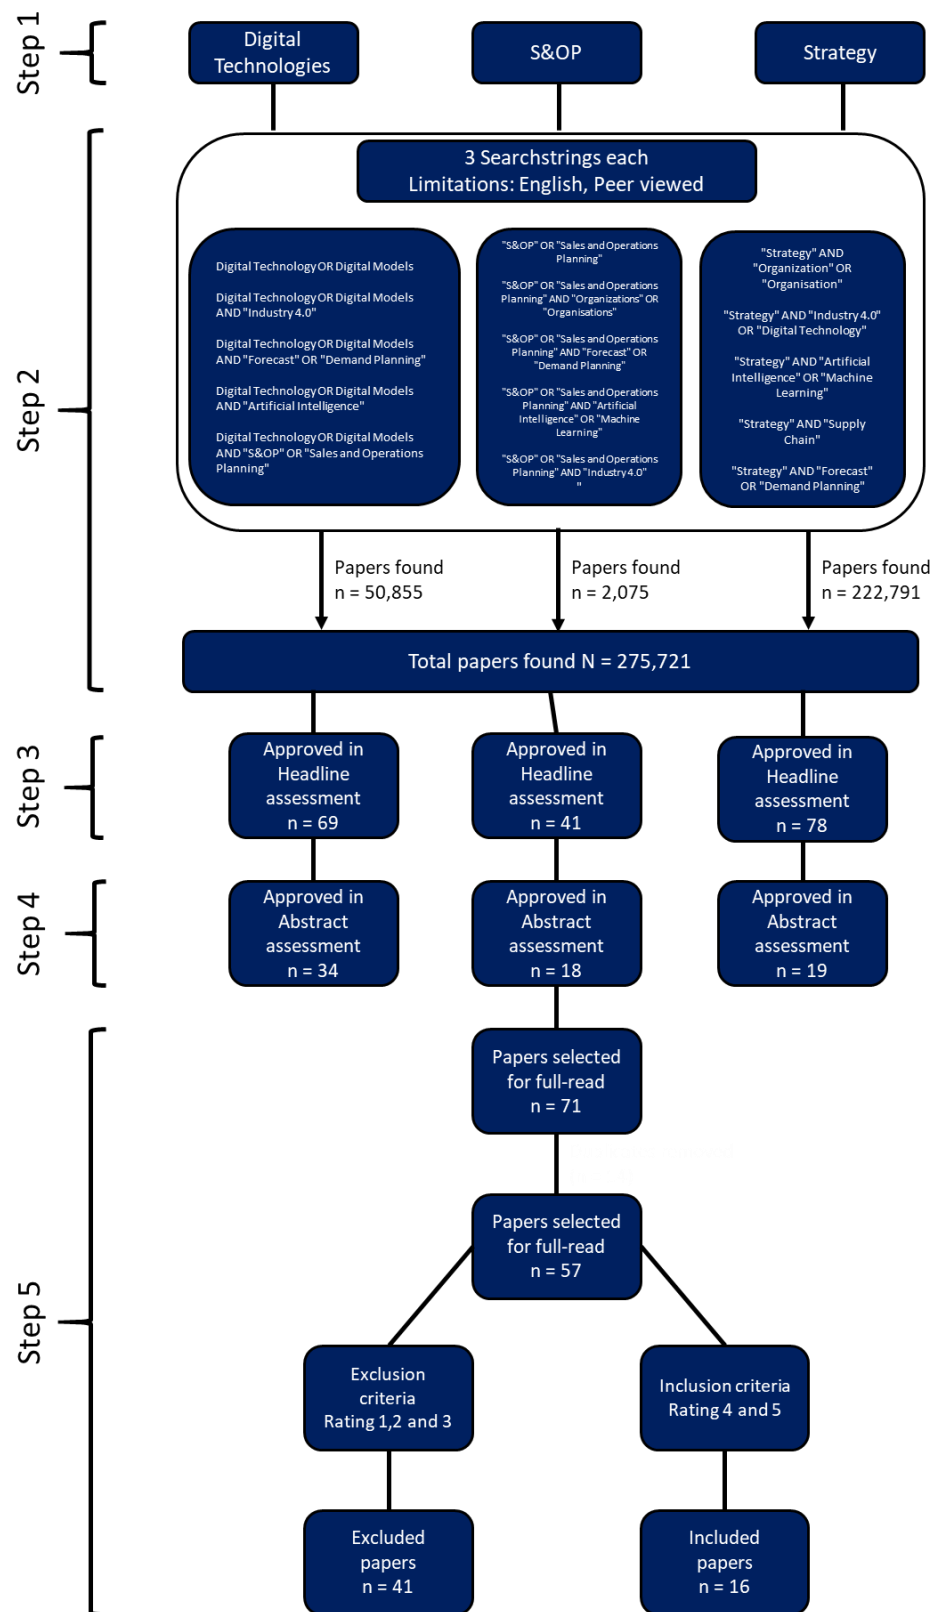 Step 1
Digital
Technologies
S&OP
Strategy
Step 2
3 Searchstrings each
Limitations: English, Peer viewed
Digital Technology OR Digital Models
Digital Technology OR Digital Models
AND "Industry 4.0"
Digital Technology OR Digital Models
AND "Forecast" OR "Demand Planning"
Digital Technology OR Digital Models
AND "Artificial Intelligence"
Digital Technology OR Digital Models
AND "S&OP" OR "Sales and Operations
Planning"
"S&OP" OR "Sales and Operations
Planning"
"S&OP" OR "Sales and Operations
Planning" AND "Organizations" OR
"Organisations"
"S&OP" OR "Sales and Operations
Planning" AND "Forecast" OR
"Demand Planning"
"S&OP" OR "Sales and Operations
Planning" AND "Artificial
Intelligence" OR "Machine
Learning"
"S&OP" OR "Sales and Operations
Planning" AND "Industry 4.0"
"
"Strategy" AND
"Organization" OR
"Organisation"
"Strategy" AND "Industry 4.0"
OR "Digital Technology"
"Strategy" AND "Artificial
Intelligence" OR "Machine
Learning"
"Strategy" AND "Supply
Chain"
"Strategy" AND "Forecast"
OR "Demand Planning"
Papers found
n = 50,855
Papers found
n = 2,075
Papers found
n = 222,791
Total papers found N = 275,721
Step 3
Approved in
Headline
assessment
n = 69
Approved in
Headline
assessment
n = 41
Approved in
Headline
assessment
n = 78
Step 4
Approved in
Abstract
assessment
n = 34
Approved in
Abstract
assessment
n = 18
Approved in
Abstract
assessment
n = 19
Step 5
Papers selected
for full-read
n = 71
Papers selected
for full-read
n = 57
Exclusion
criteria
Rating 1,2 and 3
Inclusion criteria
Rating 4 and 5
Excluded
papers
n = 41
Included
papers
n = 16